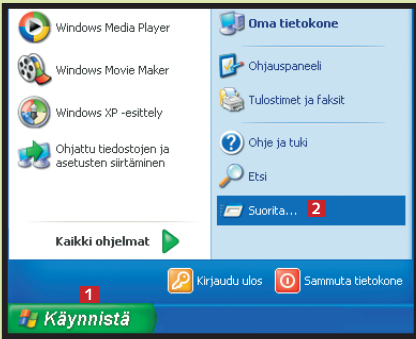 Windows Media Player
Windows Movie Maker
Windows XP -esittely
Ohjattu tiedostojen ja
asetusten siirtäminen
Kaikki ohjelmat
Oma tietokone
Ohjauspaneeli
Tulostimet ja faksit
Ohje ja tuki
Etsi
Suorita... 2
Kirjaudu ulos
Sammuta tietokone
1
Käynnistä